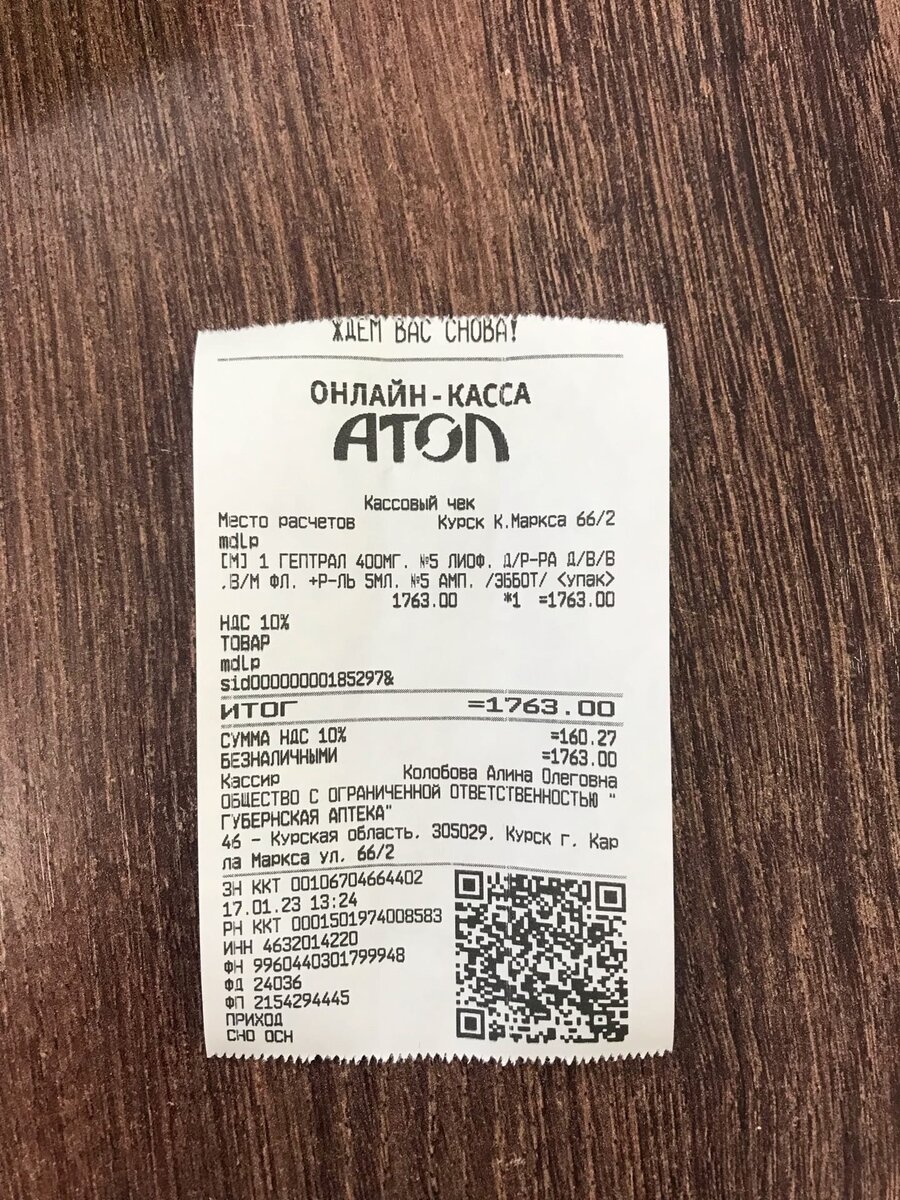 ЖДЕМ ВАС СНОВА!
ОНЛАЙН-КАССА
АТОЛ
Кассовый чек
Место расчетов Курск К.Маркса 66/2
mdlp
[М] 1 ГЕПТРАЛ 400МГ. №5 ЛИОФ. Д/Р-РА Д/В/В
.В/М ФЛ. +Р-ЛЬ 5МЛ. №5 АМП. /ЭББОТ/ <упак>
1763.00 *1 =1763.00
НДС 10%
ТОВАР
mdlp
sid00000000185297&
ИТОГ =1763.00
СУММА НДС 10% =160.27
БЕЗНАЛИЧНЫМИ =1763.00
Кассир Колобова Алина Олеговна
ОБЩЕСТВО С ОГРАНИЧЕННОЙ ОТВЕТСТВЕННОСТЬЮ "
ГУБЕРНСКАЯ АПТЕКА"
46 - Курская область, 305029, Курск г, Кар
ла Маркса ул, 66/2
ЗН ККТ 00106704664402
17.01.23 13:24
РН ККТ 0001501974008583
ИНН 4632014220
ФН 9960440301799948
ФД 24036
ФП 2154294445
ПРИХОД
СНО ОСН